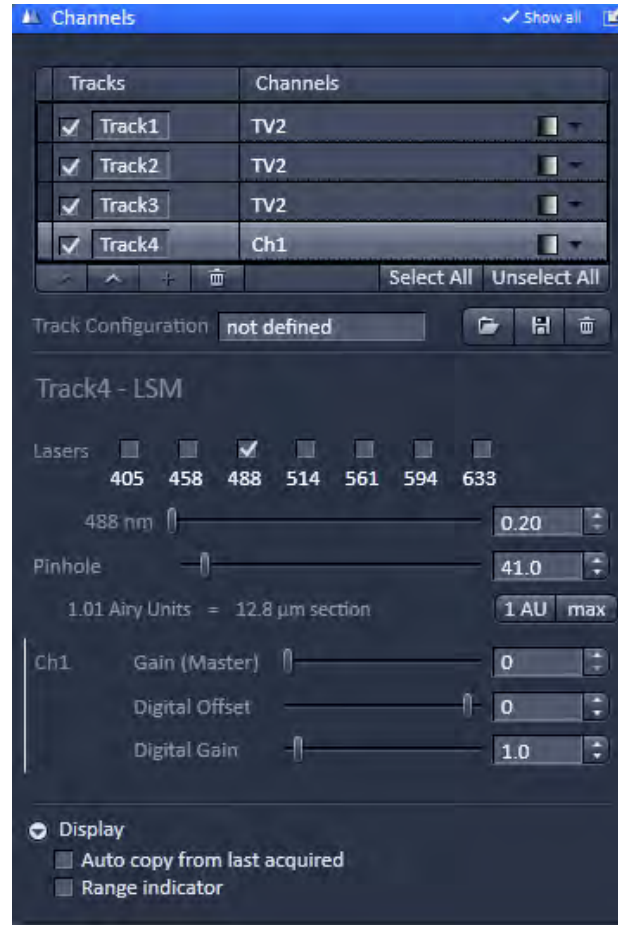 Channels Show all
Tracks Channels
Track1 TV2
Track2 TV2
Track3 TV2
Track4 Ch1
Select All Unselect All
Track Configuration not defined
Track4 - LSM
Lasers
405 458 488 514 561 594 633
488 nm 0.20
Pinhole 41.0
1.01 Airy Units = 12.8 µm section 1 AU max
Ch1 Gain (Master) 0
Digital Offset 0
Digital Gain 1.0
Display
Auto copy from last acquired
Range indicator